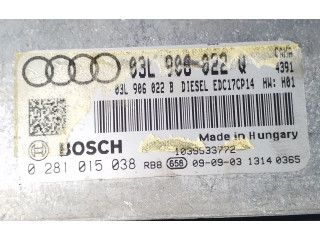 03L 906 022 Q
CAHA
4391
03L 906 022 B DIESEL EDC17CP14 HW: H01
Made in Hungary
BOSCH
1039S33772
0 281 015 038 RB8 656 09-09-03 1314 0365